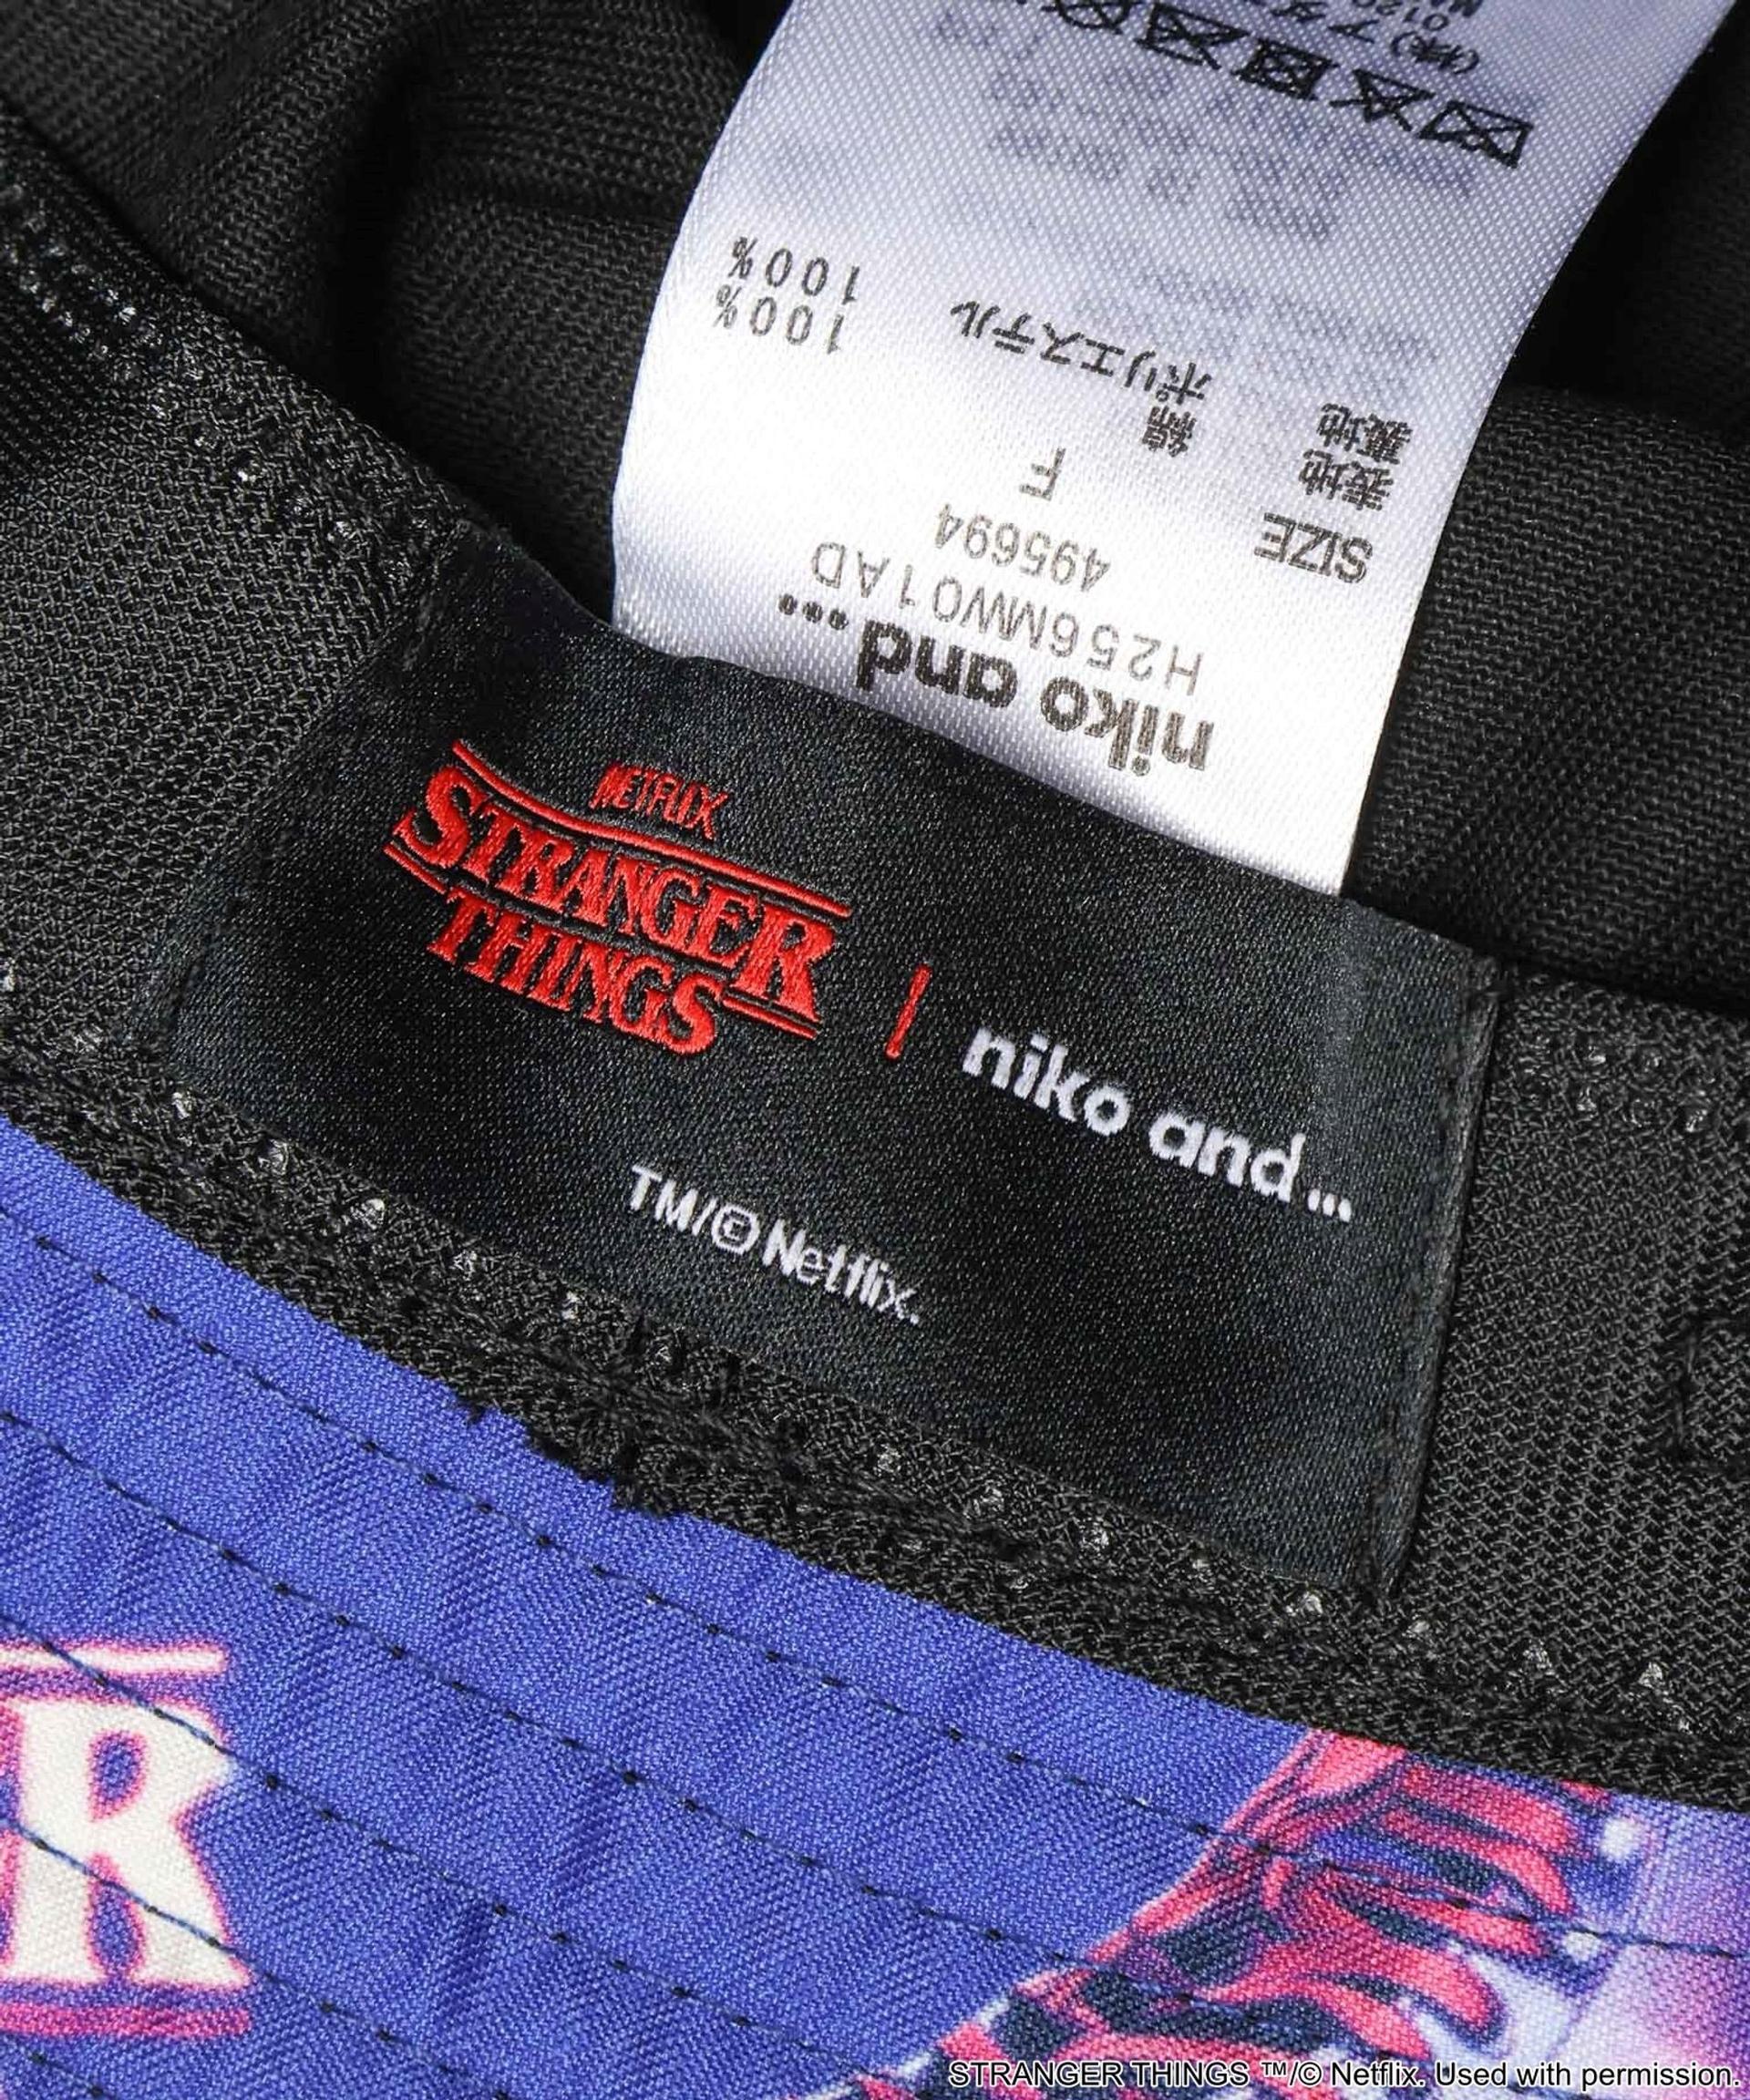 NETFLIX
STRANGER
THINGS
niko and...
TM/©Netflix.
niko and...
H256MW01AD
495694
SIZE F
表地 綿 100%
裏地 ポリエステル 100%
R
STRANGER THINGS ™/© Netflix. Used with permission.